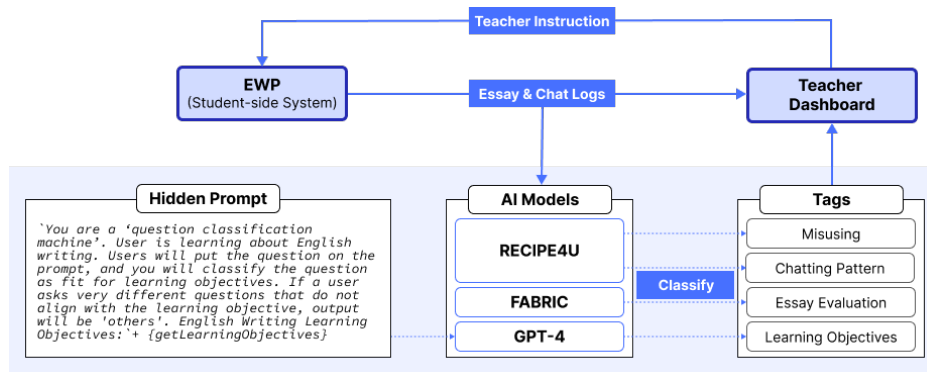 Teacher Instruction
EWP
(Student-side System)
Essay & Chat Logs
Teacher
Dashboard
Hidden Prompt
`You are a ‘question classification
machine’. User is learning about English
writing. Users will put the question on the
prompt, and you will classify the question
as fit for learning objectives. If a user
asks very different questions that do not
align with the learning objective, output
will be 'others'. English Writing Learning
Objectives:`+ {getLearningObjectives}
AI Models
RECIPE4U
FABRIC
GPT-4
Classify
Tags
Misusing
Chatting Pattern
Essay Evaluation
Learning Objectives